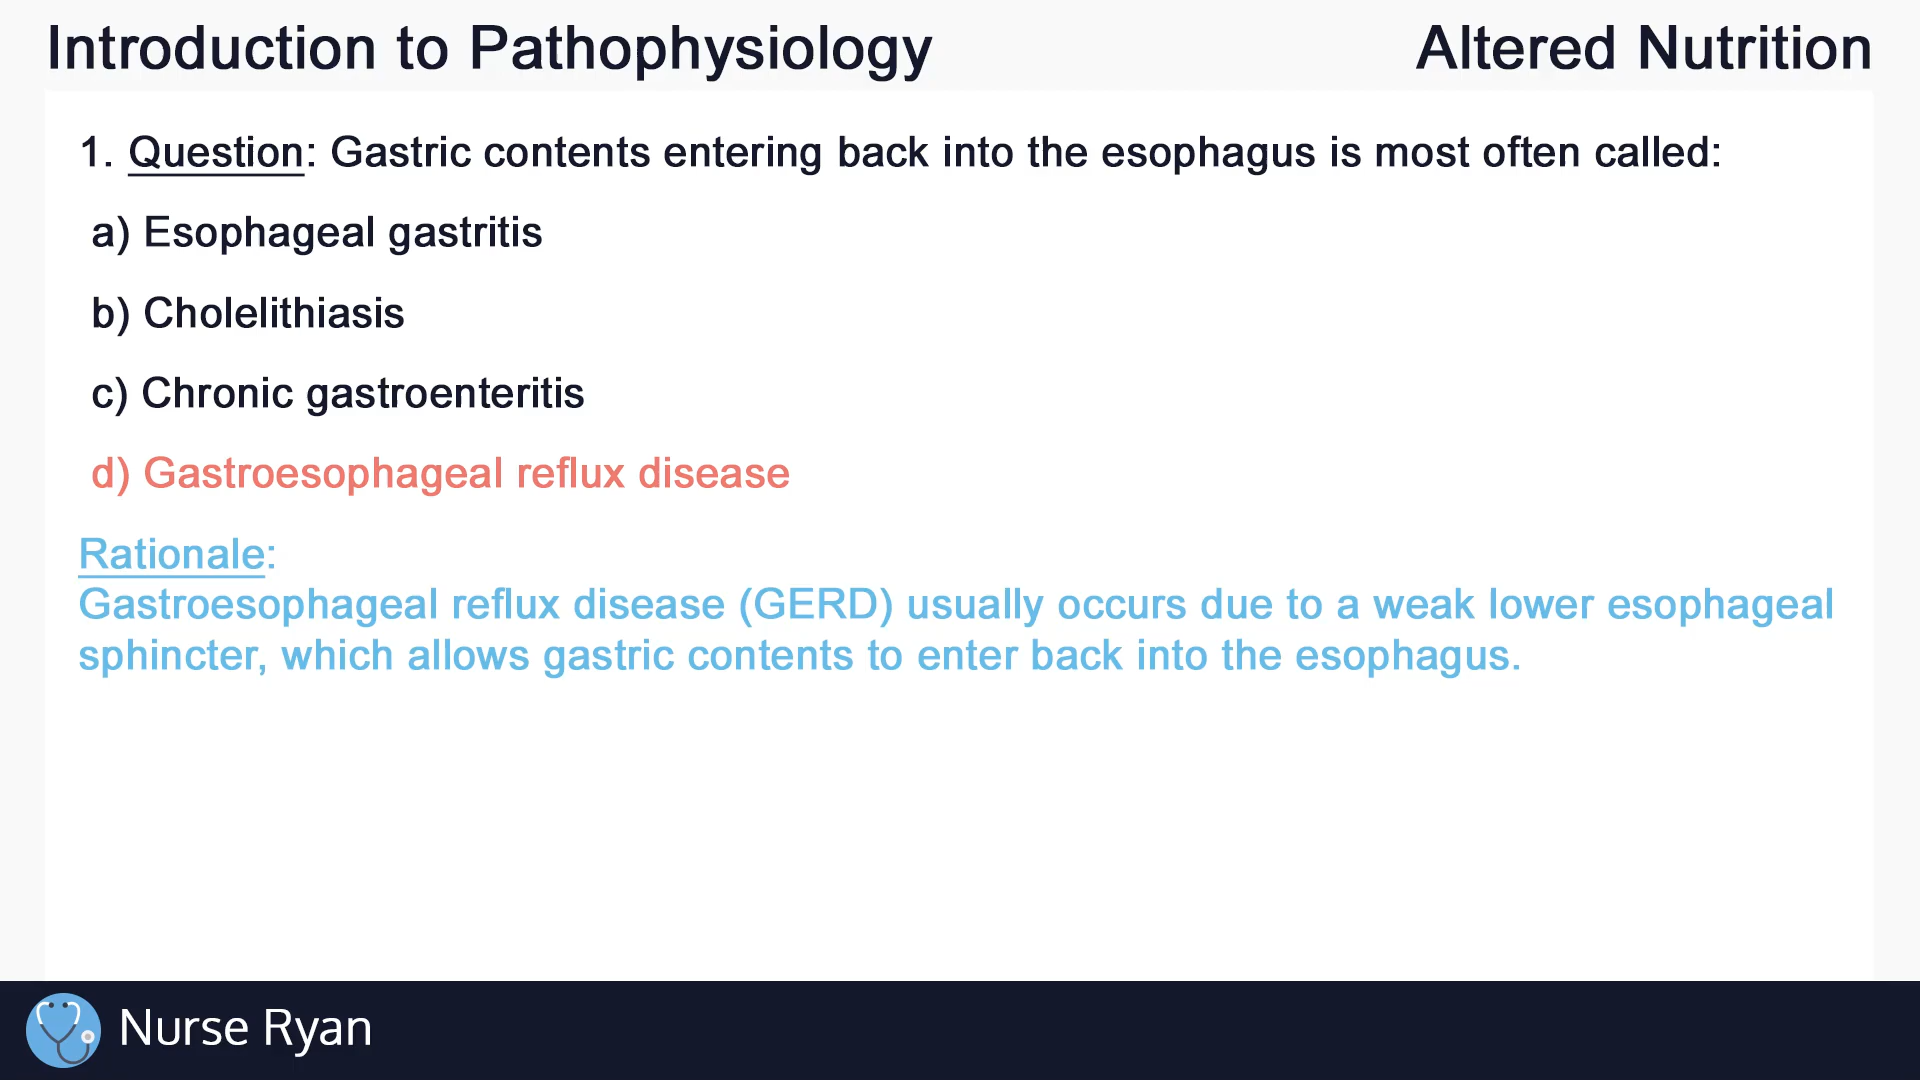 Introduction to Pathophysiology
Altered Nutrition
1. Question: Gastric contents entering back into the esophagus is most often called:
a) Esophageal gastritis
b) Cholelithiasis
c) Chronic gastroenteritis
d) Gastroesophageal reflux disease
Rationale:
Gastroesophageal reflux disease (GERD) usually occurs due to a weak lower esophageal
sphincter, which allows gastric contents to enter back into the esophagus.
Nurse Ryan